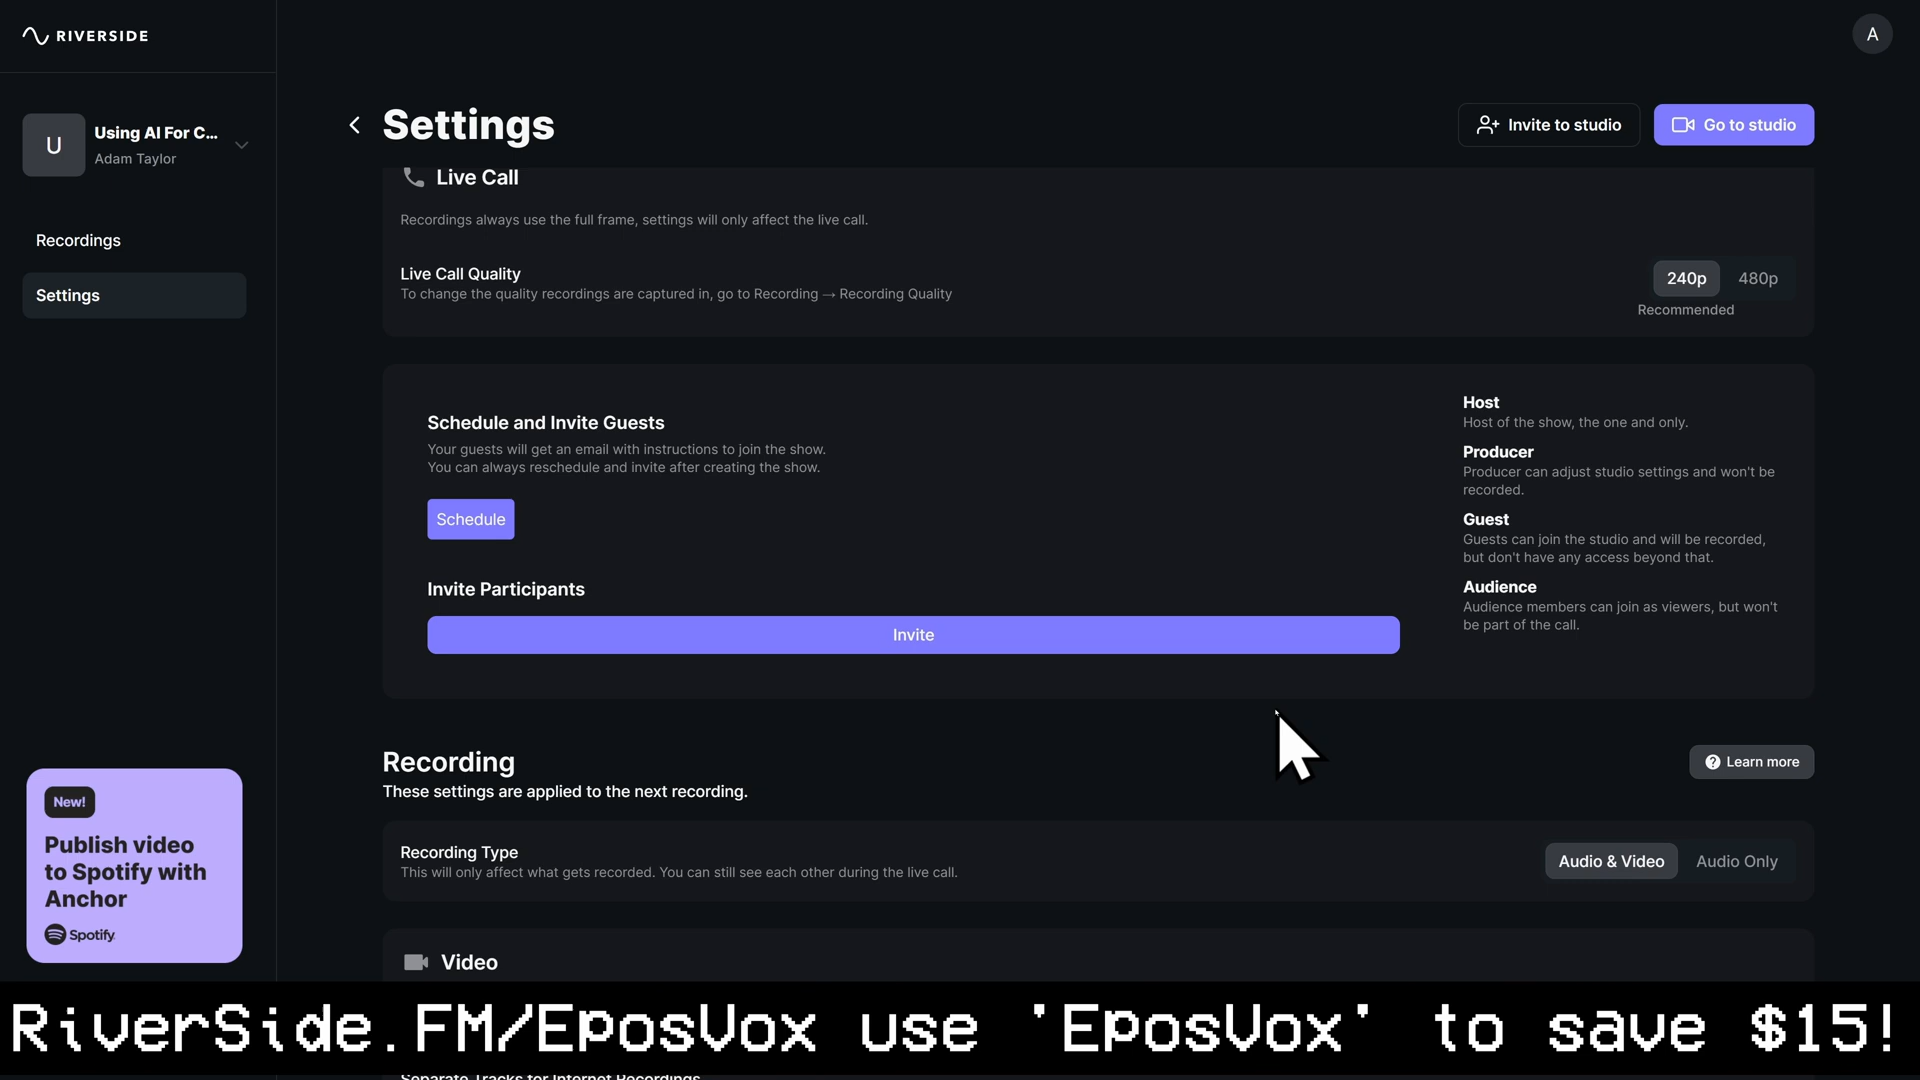 RIVERSIDE
A
U
Using AI For C...
Adam Taylor
Recordings
Settings
Settings
Invite to studio
Go to studio
Live Call
Recordings always use the full frame, settings will only affect the live call.
Live Call Quality
To change the quality recordings are captured in, go to Recording → Recording Quality
240p
480p
Recommended
Schedule and Invite Guests
Your guests will get an email with instructions to join the show.
You can always reschedule and invite after creating the show.
Schedule
Invite Participants
Invite
Host
Host of the show, the one and only.
Producer
Producer can adjust studio settings and won't be
recorded.
Guest
Guests can join the studio and will be recorded,
but don't have any access beyond that.
Audience
Audience members can join as viewers, but won't
be part of the call.
Recording
These settings are applied to the next recording.
Learn more
Recording Type
This will only affect what gets recorded. You can still see each other during the live call.
Audio & Video
Audio Only
Video
New!
Publish video
to Spotify with
Anchor
Spotify
RiverSide.FM/EposVox use 'EposVox' to save $15!
Separate Tracks for Internet Recordings